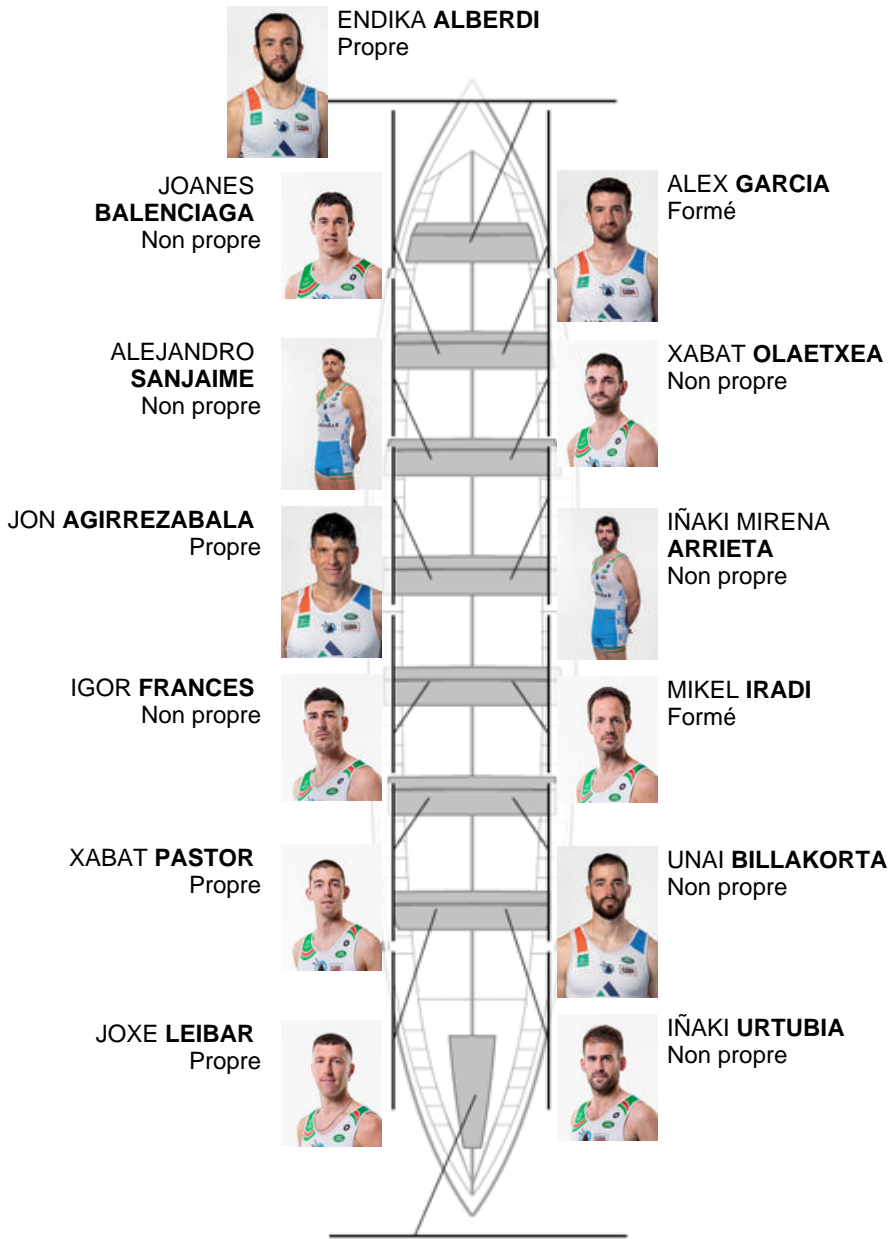 ENDIKA ALBERDI
Propre
JOANES
BALENCIAGA
Non propre
ALEX GARCIA
Formé
ALEJANDRO
SANJAIME
Non propre
XABAT OLAETXEA
Non propre
JON AGIRREZABALA
Propre
IÑAKI MIRENA
ARRIETA
Non propre
IGOR FRANCES
Non propre
MIKEL IRADI
Formé
XABAT PASTOR
Propre
UNAI BILLAKORTA
Non propre
JOXE LEIBAR
Propre
IÑAKI URTUBIA
Non propre